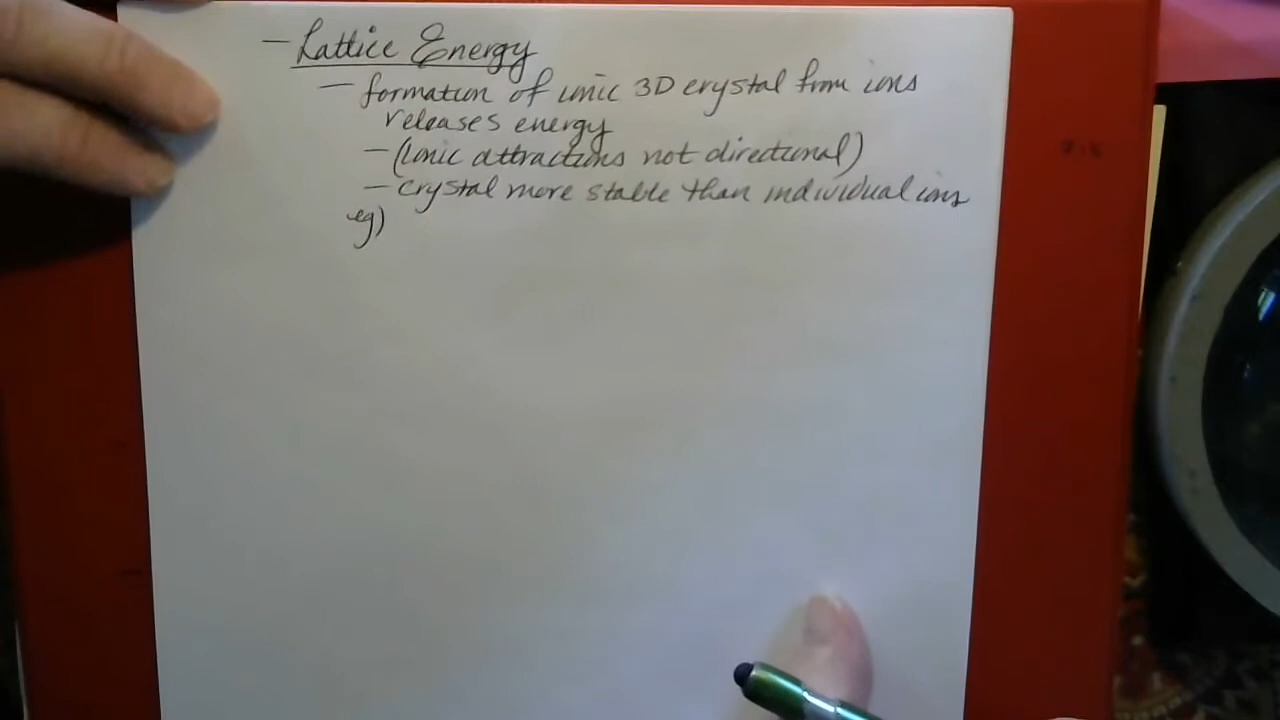 - Lattice Energy
- formation of ionic 3D crystal from ions
releases energy
- (Ionic attractions not directional)
- crystal more stable than individual ions
eg)